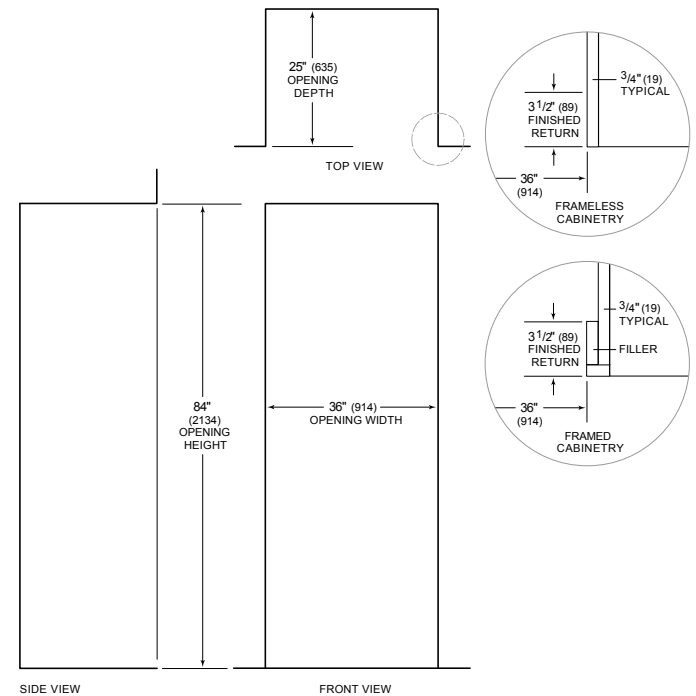 25" (635)
OPENING
DEPTH
TOP VIEW
3/4" (19)
TYPICAL
3 1/2" (89)
FINISHED
RETURN
36"
(914)
FRAMELESS
CABINETRY
3/4" (19)
TYPICAL
3 1/2" (89)
FINISHED
RETURN
FILLER
36"
(914)
FRAMED
CABINETRY
84"
(2134)
OPENING
HEIGHT
36" (914)
OPENING WIDTH
SIDE VIEW
FRONT VIEW